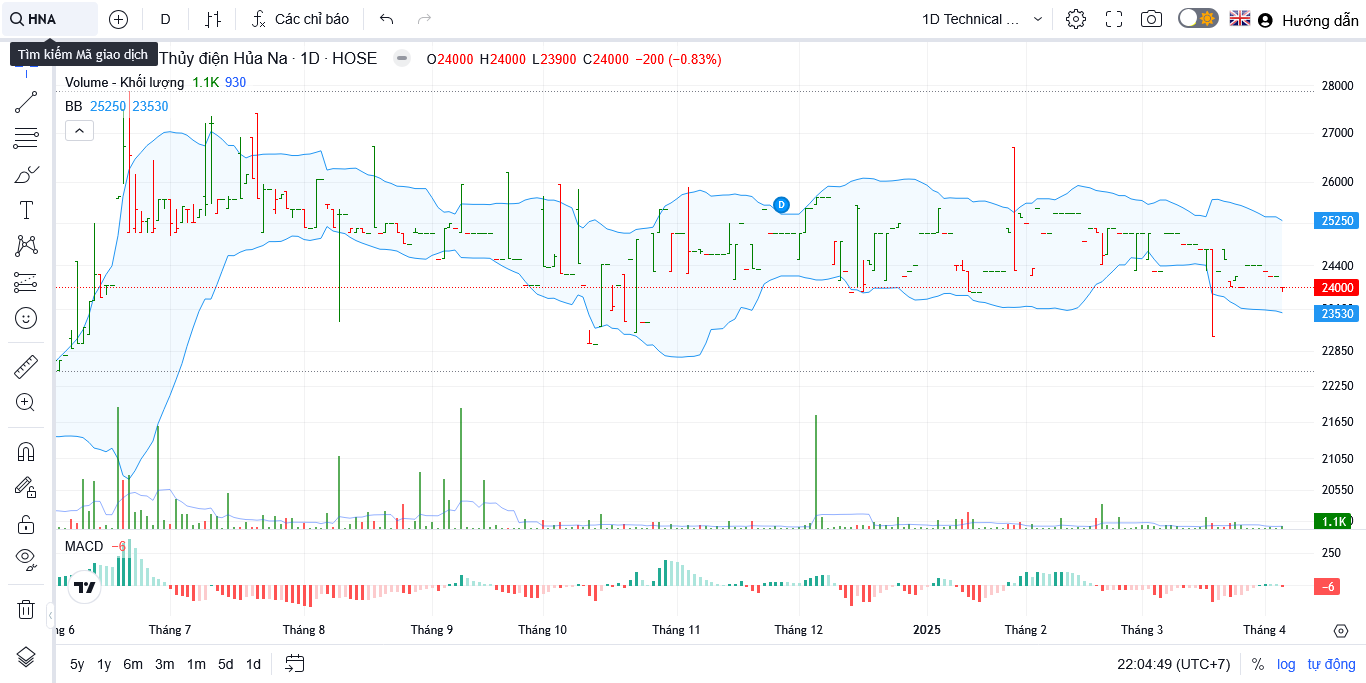 HNA D Các chỉ báo 1D Technical ... Hướng dẫn
Tìm kiếm Mã giao dịch
Thủy điện Hủa Na · 1D · HOSE O24000 H24000 L23900 C24000 −200 (−0.83%)
Volume - Khối lượng 1.1K 930
BB 25250 23530
D
28000
27000
26000
25250
24400
24000
23530
22850
22250
21650
21050
20550
1.1K
MACD −6
250
−6
ng 6 Tháng 7 Tháng 8 Tháng 9 Tháng 10 Tháng 11 Tháng 12 2025 Tháng 2 Tháng 3 Tháng 4
5y 1y 6m 3m 1m 5d 1d 22:04:49 (UTC+7) % log tự động